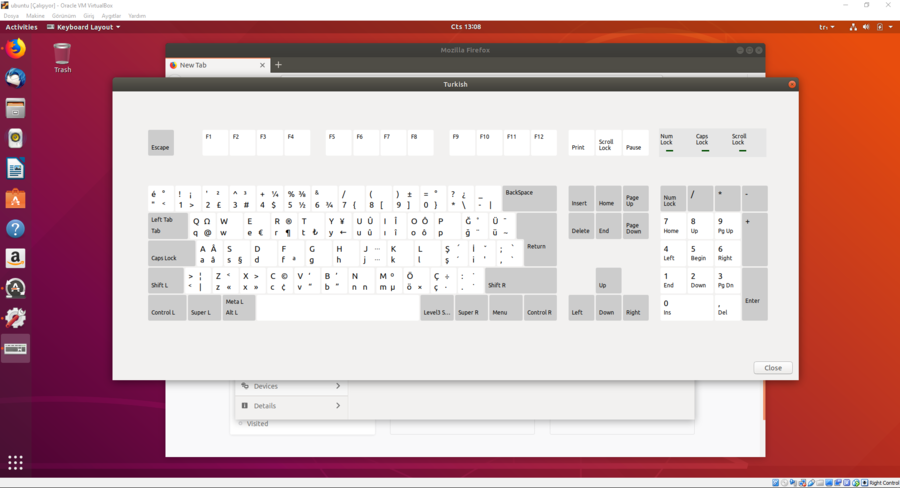 ubuntu [Çalışıyor] - Oracle VM VirtualBox
Dosya Makine Görünüm Giriş Aygıtlar Yardım
Activities Keyboard Layout Cts 13:08 tr₁
Trash
Mozilla Firefox
New Tab
Turkish
Escape F1 F2 F3 F4 F5 F6 F7 F8 F9 F10 F11 F12 Print Scroll Lock Pause Num Lock Caps Lock Scroll Lock
é ° ! ¡ ' ² ^ ³ + ¼ % ⅜ & / ( ) ± = ° ? ¿ _ BackSpace
" < 1 > 2 £ 3 # 4 $ 5 ½ 6 ¾ 7 { 8 [ 9 ] 0 } * \ - |
Insert Home Page Up Num Lock / * -
Left Tab Q Ω W E R ® T Y ¥ U Û I Î O Ô P Ğ ˚ Ü ¯
Tab q @ w e € r ¶ t ₺ y ← u û ı î o ô p ğ ¨ ü ~
Return
Delete End Page Down 7 Home 8 Up 9 Pg Up +
A Â S D F H J K L Ş ´ İ ˙ ; ˋ
Caps Lock a â s § d f ª g h j k l ş ´ i ' , `
G
4 Left 5 Begin 6 Right
> ¦ Z < X > C © V ‘ B ’ N M º Ö Ç ÷ : ˙
Shift L < | z « x » c ¢ v “ b ” n n m µ ö × ç · . ˙ Shift R
Up 1 End 2 Down 3 Pg Dn
Meta L
Control L Super L Alt L Level3 S... Super R Menu Control R
Left Down Right 0 Ins , Del Enter
Close
Devices
Details
Visited
Right Control